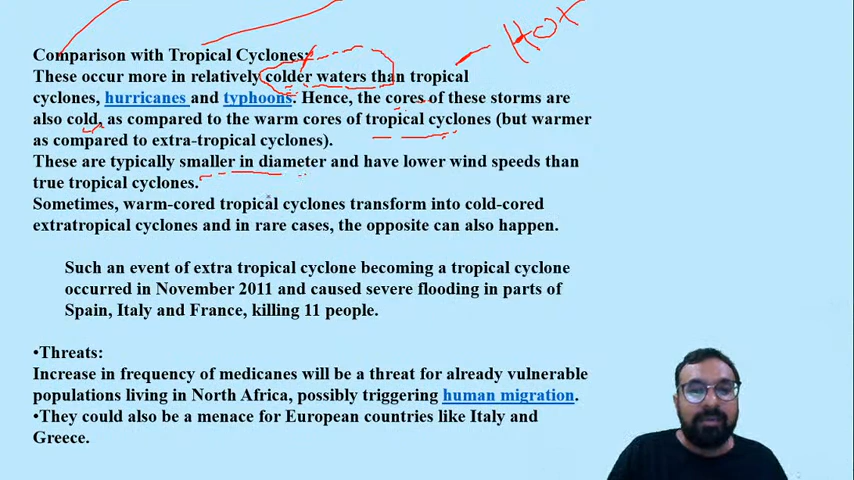 HOT
Comparison with Tropical Cyclones:
These occur more in relatively colder waters than tropical
cyclones, hurricanes and typhoons. Hence, the cores of these storms are
also cold, as compared to the warm cores of tropical cyclones (but warmer
as compared to extra-tropical cyclones).
These are typically smaller in diameter and have lower wind speeds than
true tropical cyclones.
Sometimes, warm-cored tropical cyclones transform into cold-cored
extratropical cyclones and in rare cases, the opposite can also happen.
Such an event of extra tropical cyclone becoming a tropical cyclone
occurred in November 2011 and caused severe flooding in parts of
Spain, Italy and France, killing 11 people.
•Threats:
Increase in frequency of medicanes will be a threat for already vulnerable
populations living in North Africa, possibly triggering human migration.
•They could also be a menace for European countries like Italy and
Greece.